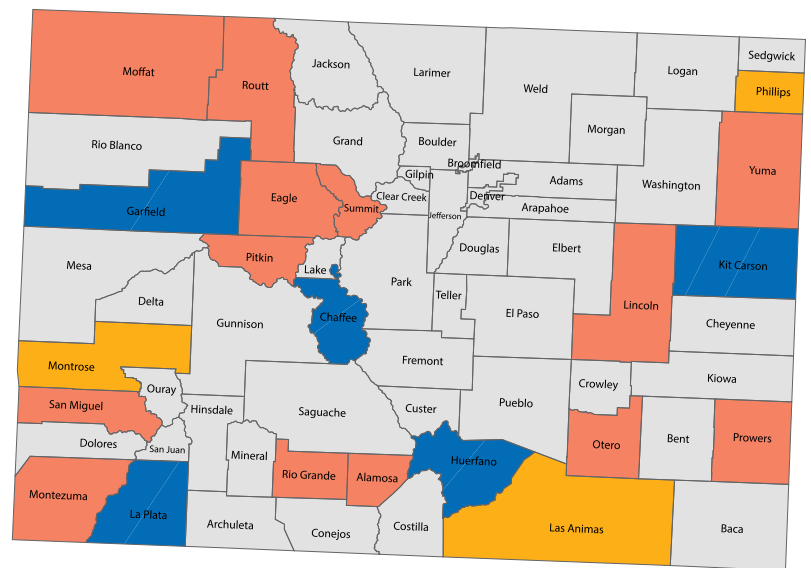 Sedgwick
Jackson
Moffat
Logan
Larimer
Routt
Weld
Phillips
Morgan
Grand
Boulder
Rio Blanco
Broomfield
Yuma
Gilpin
Adams
Washington
Clear Creek
Denver
Eagle
Summit
Arapahoe
Garfield
Jefferson
Douglas
Elbert
Pitkin
Mesa
Kit Carson
Lake
Park
Teller
Delta
Lincoln
El Paso
Chaffee
Gunnison
Cheyenne
Fremont
Montrose
Kiowa
Crowley
Ouray
Pueblo
San Miguel
Hinsdale
Saguache
Custer
Bent
Prowers
Dolores
Otero
San Juan
Mineral
Huerfano
Rio Grande
Alamosa
Montezuma
La Plata
Archuleta
Costilla
Las Animas
Baca
Conejos